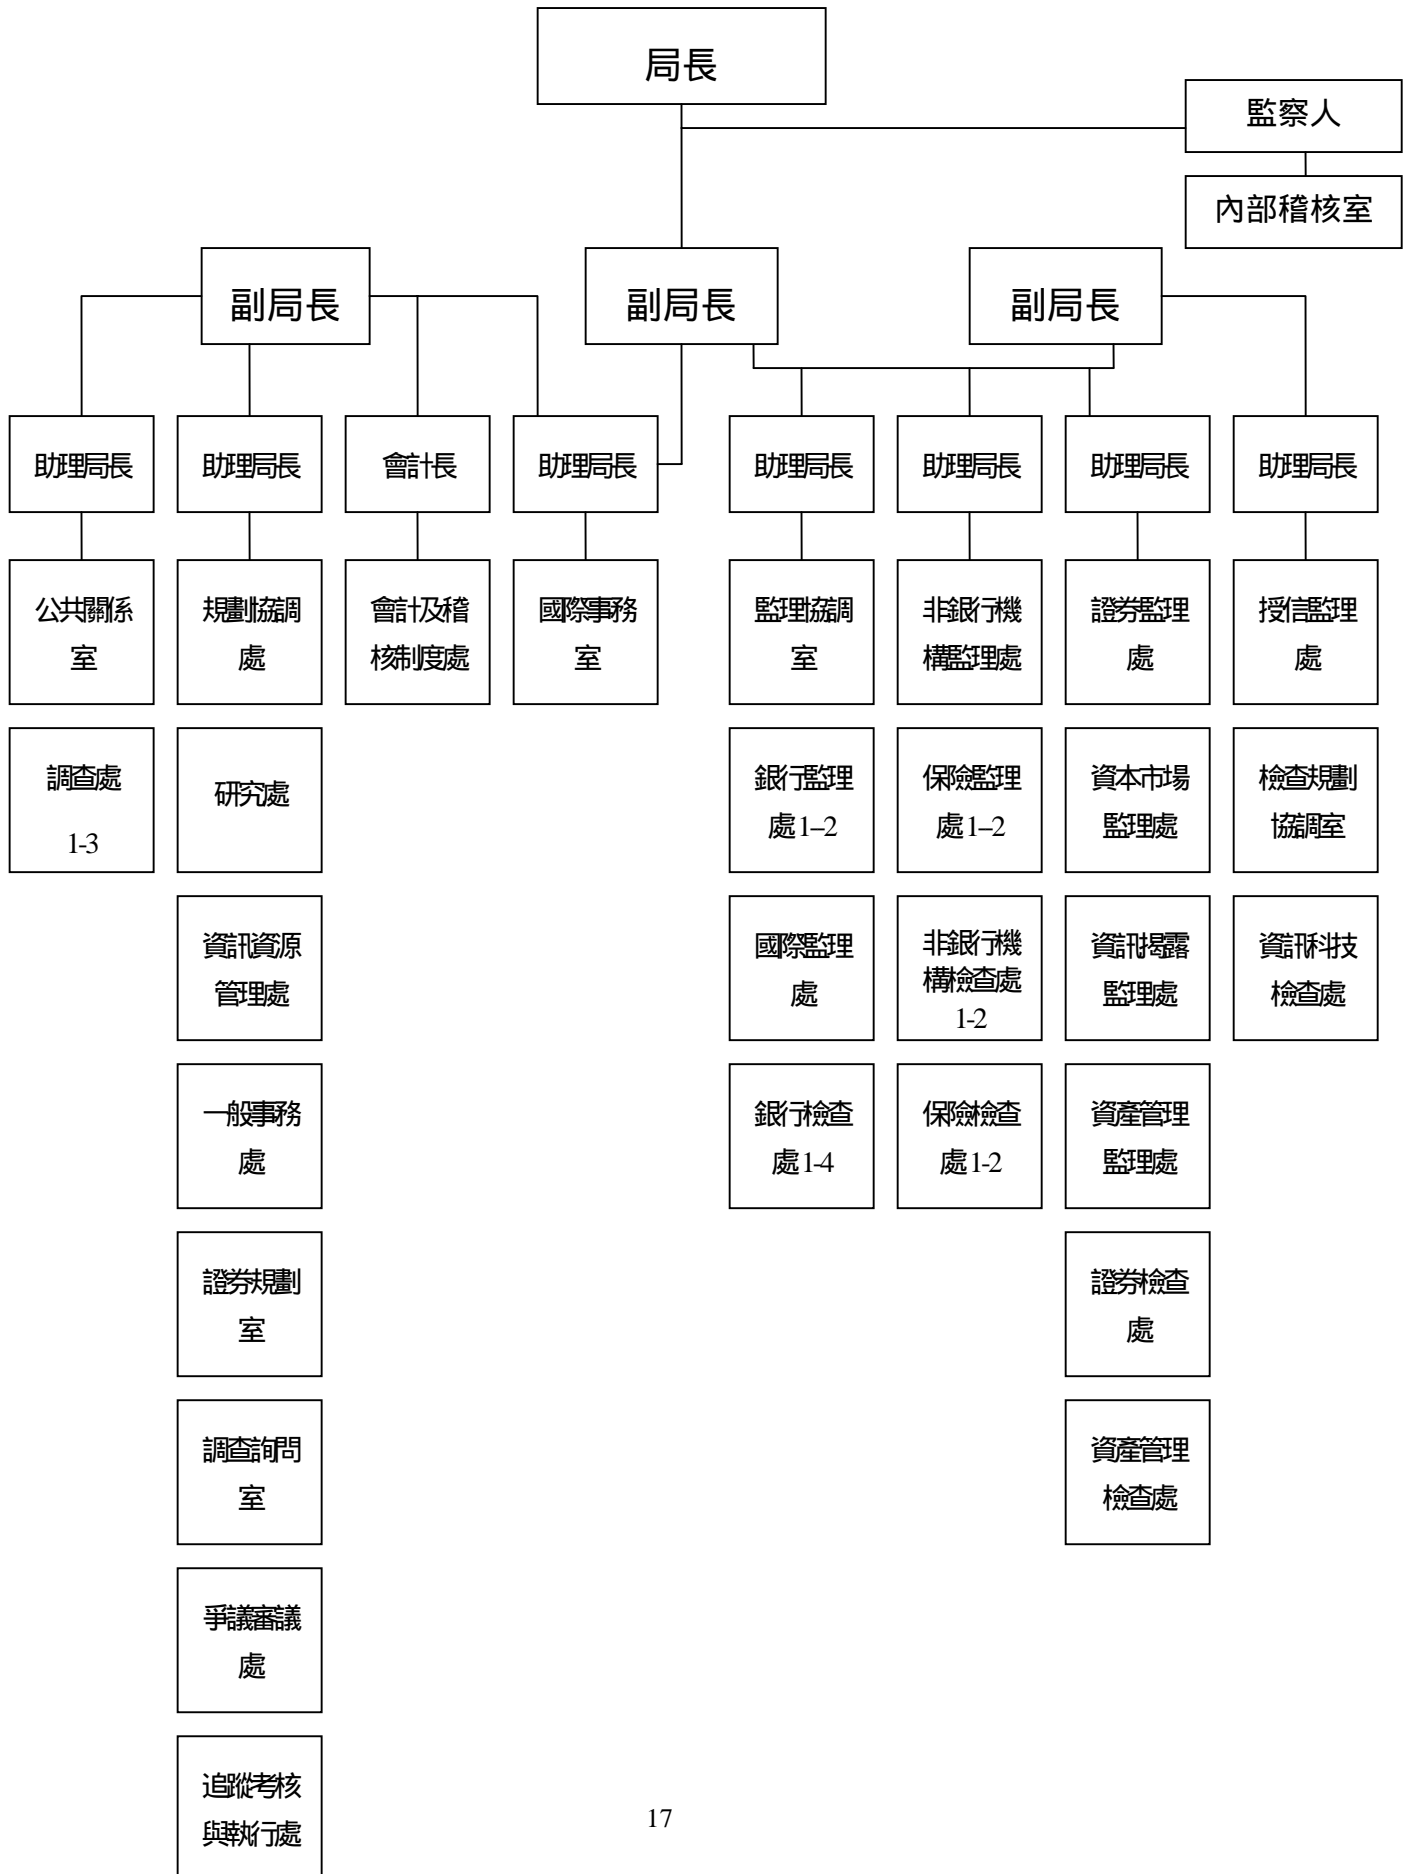 局長
監察人
內部稽核室
副局長
副局長
副局長
助理局長
助理局長
會計長
助理局長
助理局長
助理局長
助理局長
助理局長
公共關係
室
規劃協調
處
會計及稽
核制度處
國際事務
室
監理協調
室
非銀行機
構監理處
證券監理
處
授信監理
處
調查處
1-3
研究處
銀行監理
處1–2
保險監理
處1–2
資本市場
監理處
檢查規劃
協調室
資訊資源
管理處
國際監理
處
非銀行機
構檢查處
1-2
資訊揭露
監理處
資訊科技
檢查處
一般事務
處
銀行檢查
處1-4
保險檢查
處1-2
資產管理
監理處
證券規劃
室
證券檢查
處
調查詢問
室
資產管理
檢查處
爭議審議
處
追蹤考核
與執行處
17